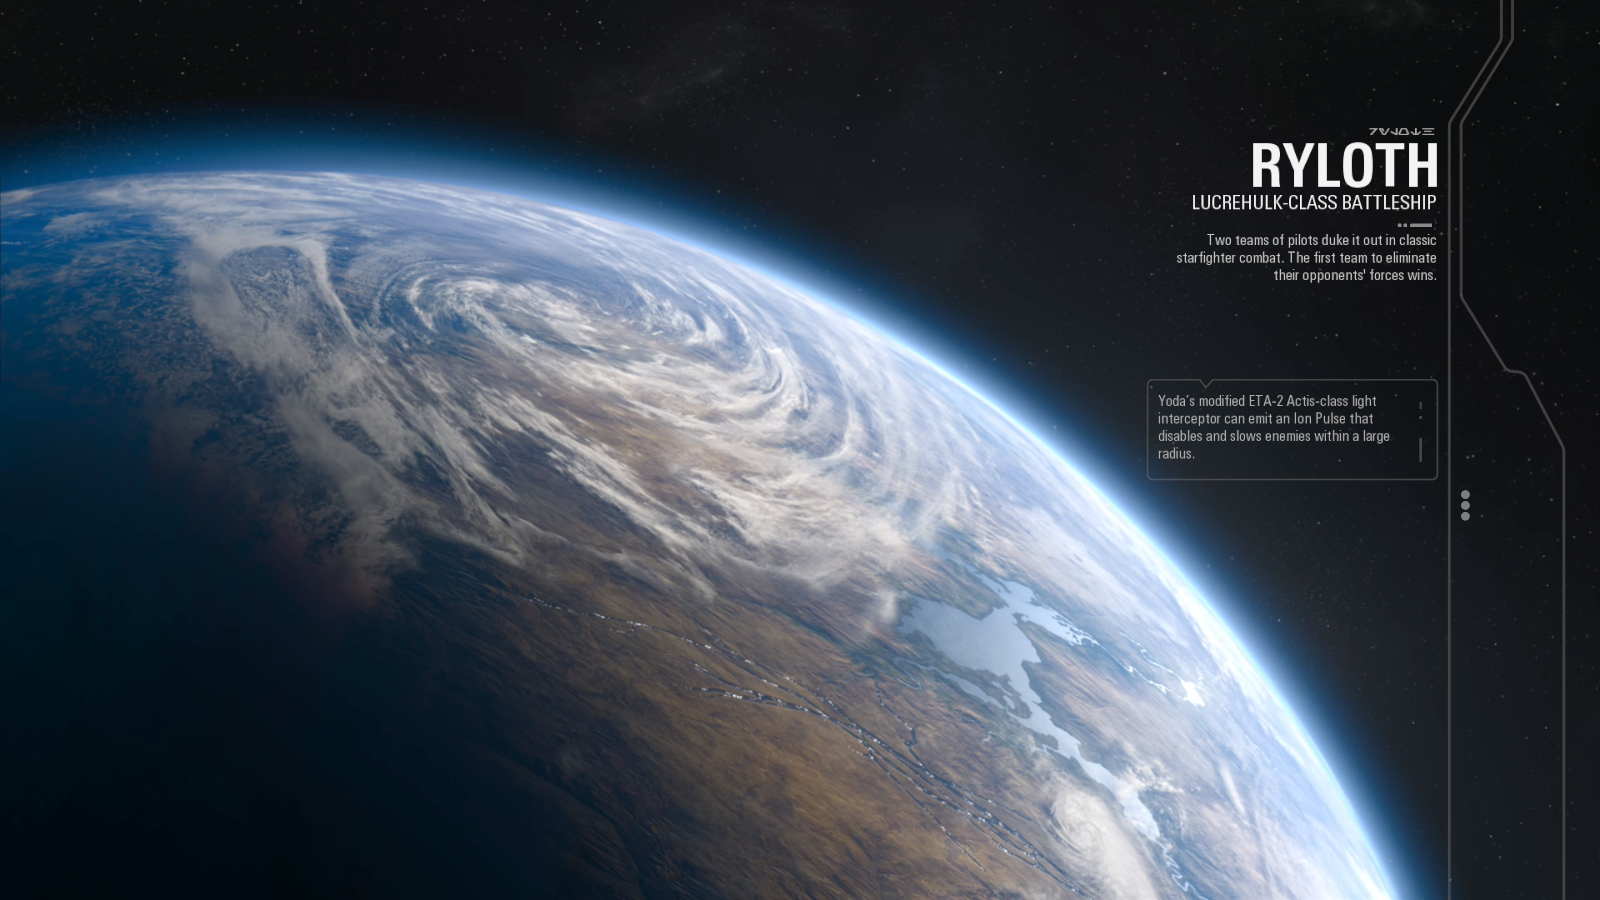 RYLOTH
LUCREHULK-CLASS BATTLESHIP
Two teams of pilots duke it out in classic
starfighter combat. The first team to eliminate
their opponents' forces wins.
Yoda's modified ETA-2 Actis-class light
interceptor can emit an Ion Pulse that
disables and slows enemies within a large
radius.